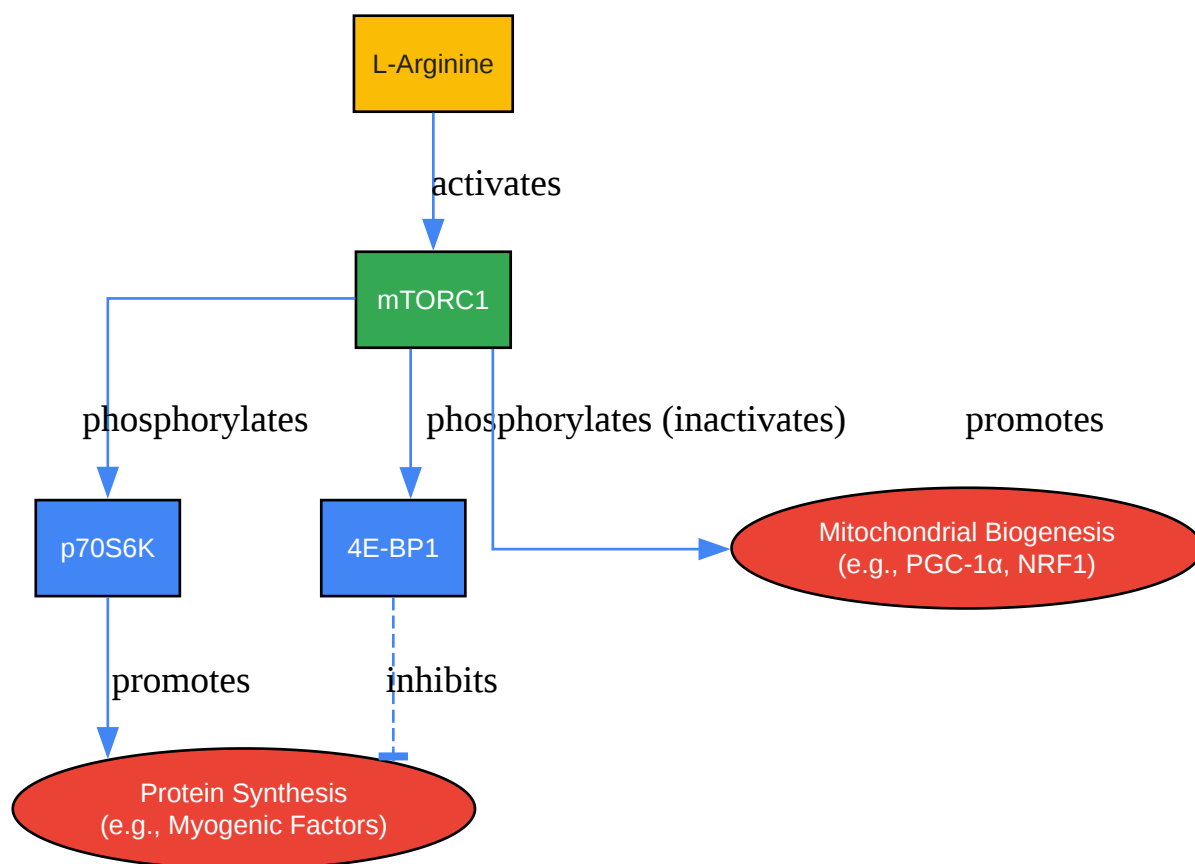 L-Arginine
activates
mTORC1
phosphorylates
phosphorylates (inactivates)
promotes
p70S6K
4E-BP1
Mitochondrial Biogenesis
(e.g., PGC-1α, NRF1)
promotes
inhibits
Protein Synthesis
(e.g., Myogenic Factors)